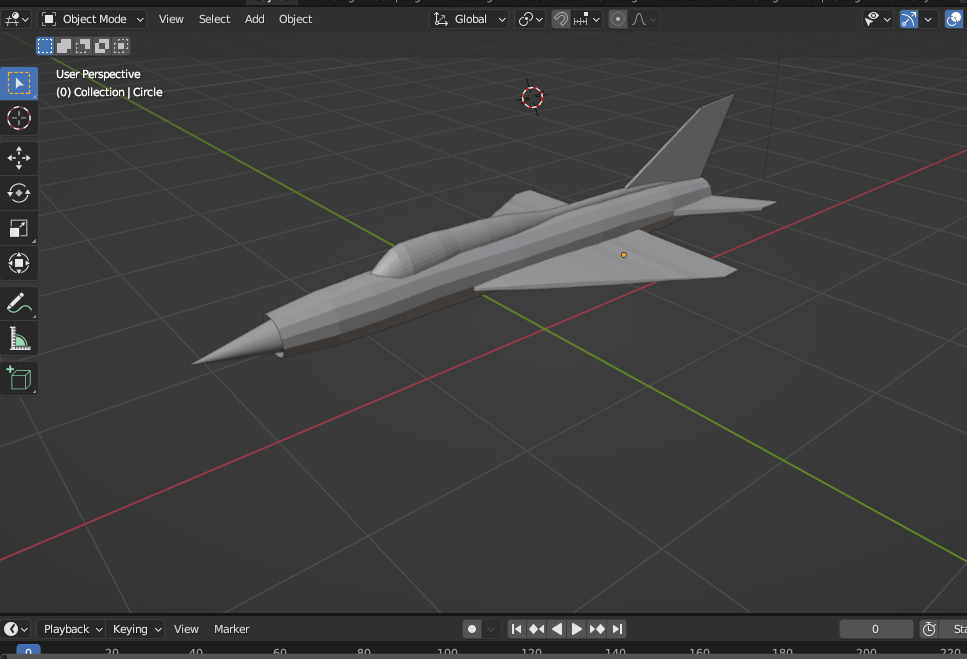 Object Mode View Select Add Object Global
User Perspective
(0) Collection | Circle
Playback Keying View Marker 0
0 20 40 60 80 100 120 140 160 180 200 220